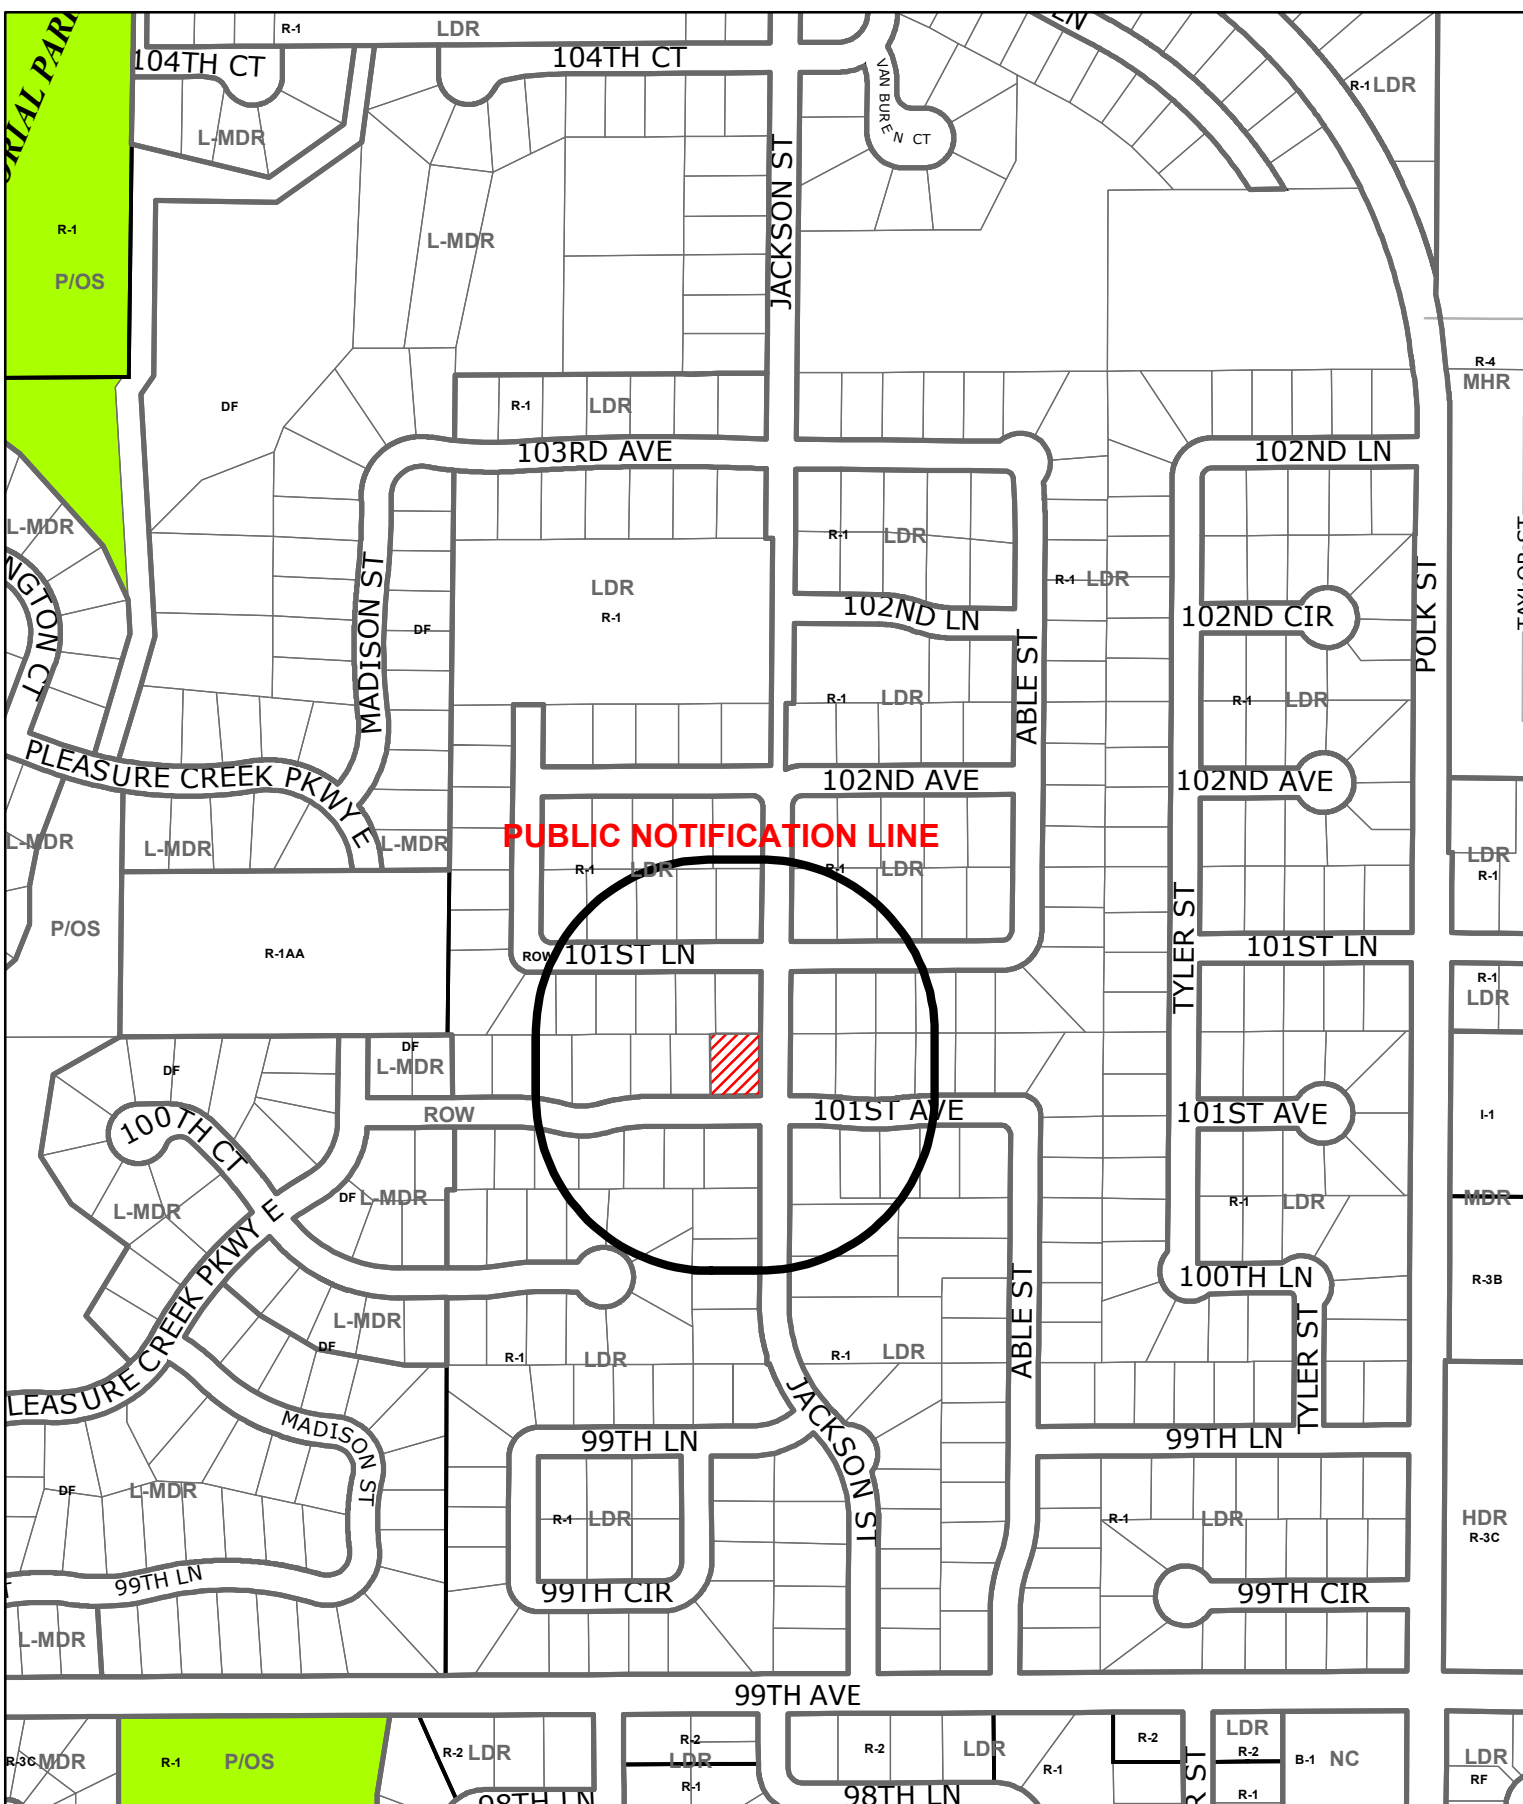 R-1
LDR
104TH CT
104TH CT
LN
VAN BUREN CT
R-1 LDR
L-MDR
JACKSON ST
R-1
P/OS
L-MDR
R-4
MHR
DF
R-1
LDR
103RD AVE
102ND LN
L-MDR
R-1
LDR
LDR
R-1
R-1 LDR
102ND LN
102ND CIR
MADISON ST
DF
ABLE ST
POLK ST
R-1
LDR
R-1
LDR
PLEASURE CREEK PKWY E
102ND AVE
102ND AVE
PUBLIC NOTIFICATION LINE
L-MDR
L-MDR
L-MDR
R-1
LDR
R-1
LDR
LDR
R-1
P/OS
R-1AA
ROW
101ST LN
TYLER ST
101ST LN
R-1
LDR
DF
L-MDR
DF
ROW
101ST AVE
101ST AVE
I-1
100TH CT
L-MDR
DF L-MDR
R-1
LDR
MDR
PLEASURE CREEK PKWY E
100TH LN
R-3B
L-MDR
DF
R-1
LDR
R-1
LDR
ABLE ST
TYLER ST
LEASURE CREEK PKWY E
MADISON ST
JACKSON ST
99TH LN
99TH LN
DF
L-MDR
R-1
LDR
R-1
LDR
HDR
R-3C
99TH LN
99TH CIR
99TH CIR
L-MDR
99TH AVE
R-3C MDR
R-1
P/OS
R-2 LDR
R-2
LDR
R-1
R-2
LDR
R-1
R-2
LDR
R-2
R-1
B-1
NC
LDR
RF
98TH LN
98TH LN